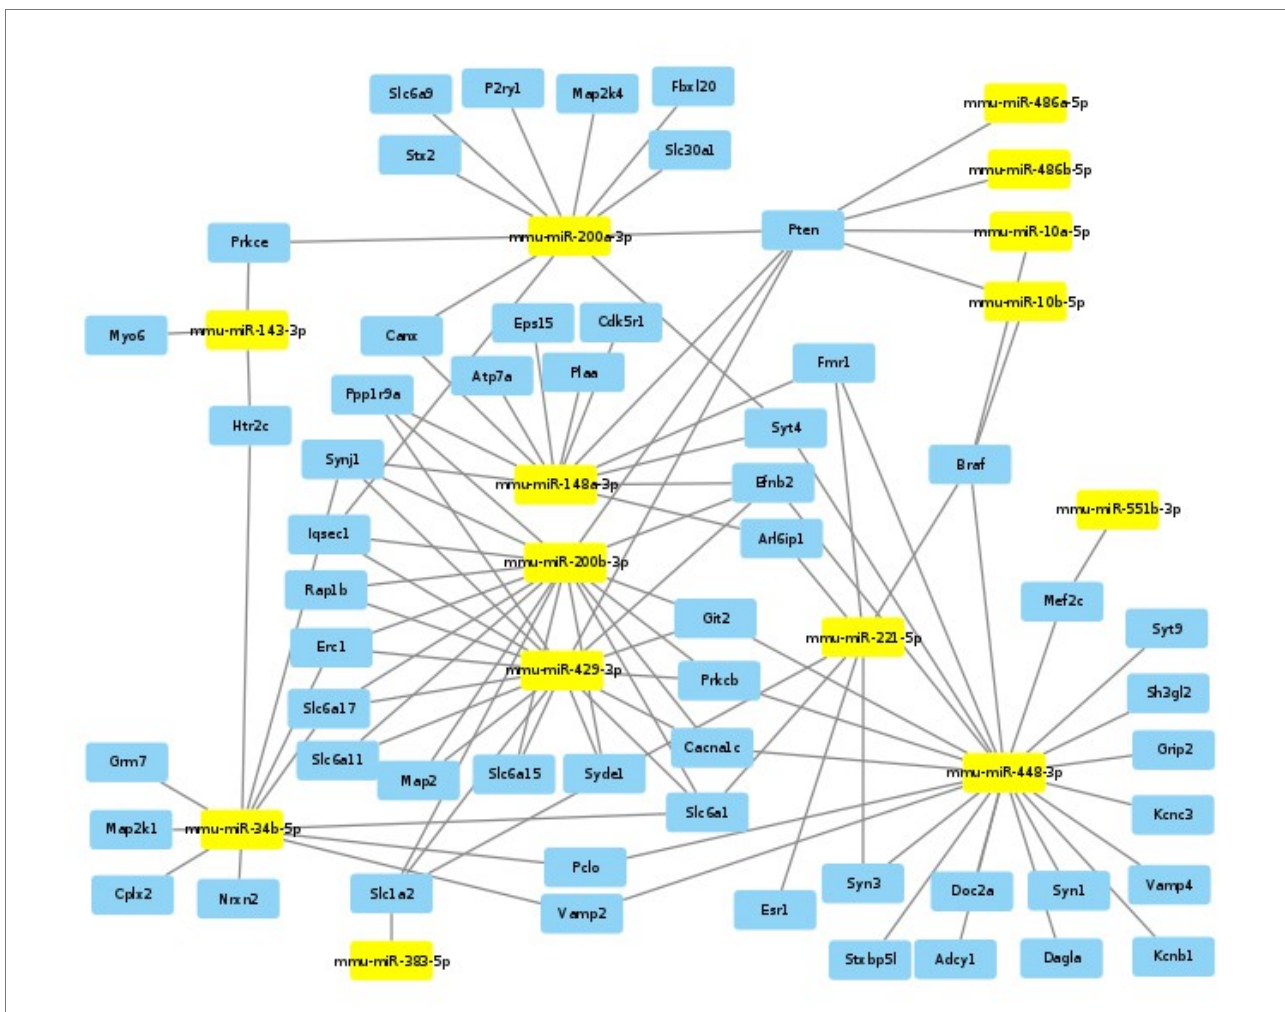 Slc6a9
P2ry1
Map2k4
Fbxl20
mmu-miR-486a-5p
Stx2
Slc30a1
mmu-miR-486b-5p
Prkce
mmu-miR-200a-3p
Pten
mmu-miR-10a-5p
mmu-miR-10b-5p
Myo6
mmu-miR-143-3p
Canx
Eps15
Cdk5r1
Fmr1
Atp7a
Plaa
Ppp1r9a
Htr2c
Syt4
Synj1
Braf
mmu-miR-148a-3p
Efnb2
mmu-miR-551b-3p
Iqsec1
Arl6ip1
mmu-miR-200b-3p
Rap1b
Mef2c
Git2
mmu-miR-221-5p
Syt9
Erc1
mmu-miR-429-3p
Prkcb
Sh3gl2
Slc6a17
Cacna1c
Grip2
Grm7
Slc6a11
Map2
Slc6a15
Syde1
mmu-miR-448-3p
Slc6a1
Kcnc3
Map2k1
mmu-miR-34b-5p
Pclo
Cplx2
Nrxn2
Slc1a2
Vamp2
Esr1
Syn3
Doc2a
Syn1
Vamp4
mmu-miR-383-5p
Stxbp5l
Adcy1
Dagla
Kcnb1